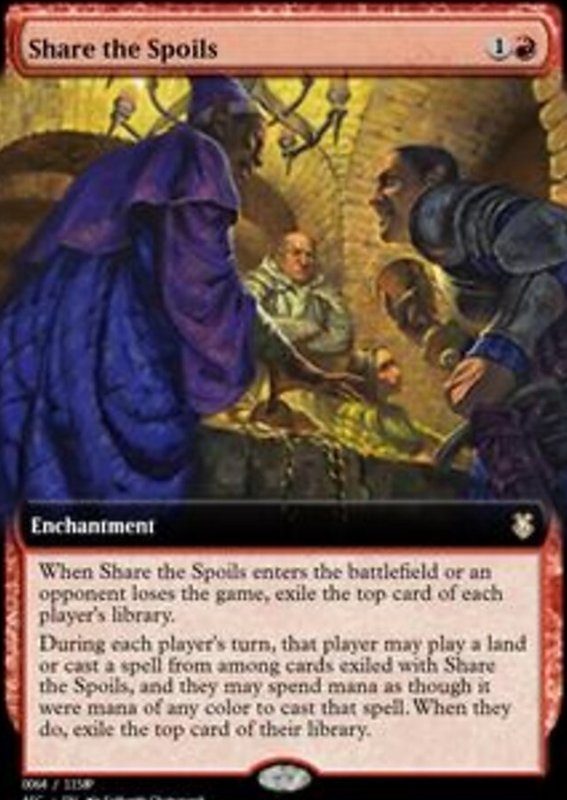 Share the Spoils
1
Enchantment
When Share the Spoils enters the battlefield or an
opponent loses the game, exile the top card of each
player's library.
During each player's turn, that player may play a land
or cast a spell from among cards exiled with Share
the Spoils, and they may spend mana as though it
were mana of any color to cast that spell. When they
do, exile the top card of their library.